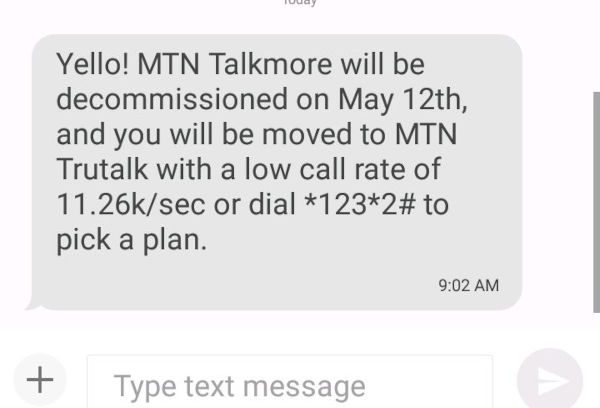 Today
Yello! MTN Talkmore will be
decommissioned on May 12th,
and you will be moved to MTN
Trutalk with a low call rate of
11.26k/sec or dial *123*2# to
pick a plan.
9:02 AM
Type text message